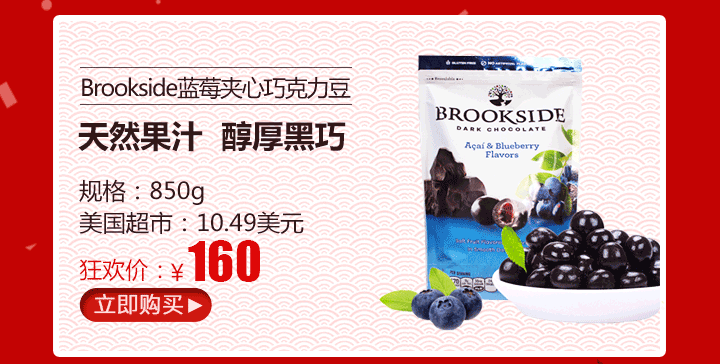 Brookside蓝莓夹心巧克力豆
天然果汁 醇厚黑巧
规格：850g
美国超市：10.49美元
狂欢价：¥160
立即购买
GLUTEN FREE
BROOKSIDE
DARK CHOCOLATE
Açaí & Blueberry
Flavors